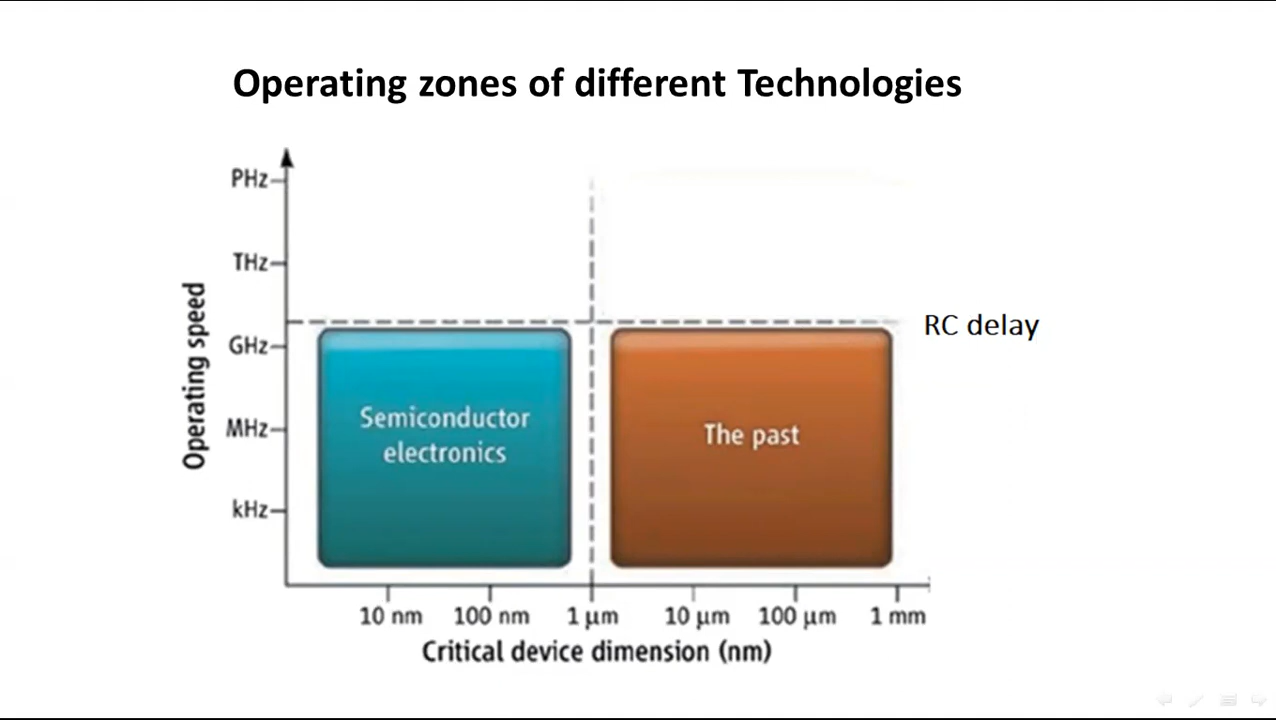 Operating zones of different Technologies
PHz
THz
GHz
MHz
kHz
Operating speed
RC delay
Semiconductor
electronics
The past
10 nm 100 nm 1 µm 10 µm 100 µm 1 mm
Critical device dimension (nm)